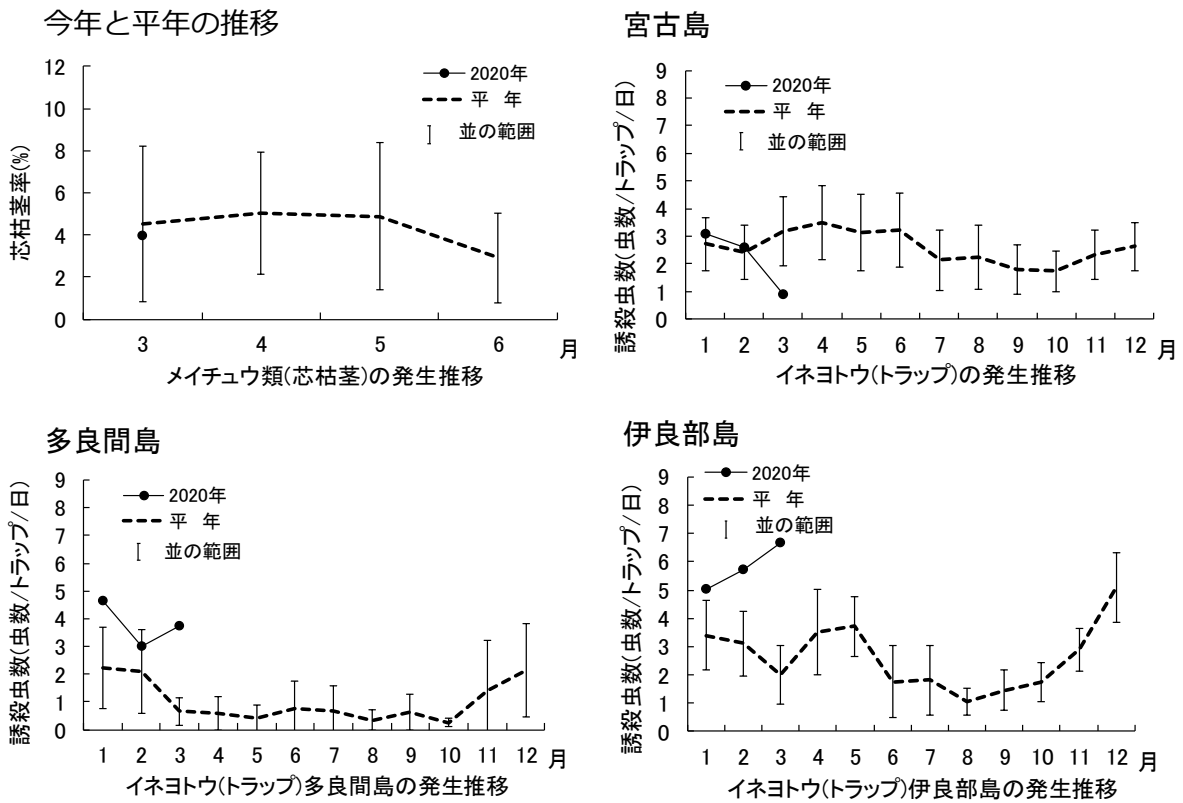 今年と平年の推移
12
10
8
6
4
2
0
芯枯茎率(%)
2020年
平 年
並の範囲
3 4 5 6 月
メイチュウ類(芯枯茎)の発生推移
宮古島
9
8
7
6
5
4
3
2
1
0
誘殺虫数(虫数/トラップ/日)
2020年
平 年
並の範囲
1 2 3 4 5 6 7 8 9 10 11 12 月
イネヨトウ(トラップ)の発生推移
多良間島
9
8
7
6
5
4
3
2
1
0
誘殺虫数(虫数/トラップ/日)
2020年
平 年
並の範囲
1 2 3 4 5 6 7 8 9 10 11 12 月
イネヨトウ(トラップ)多良間島の発生推移
伊良部島
9
8
7
6
5
4
3
2
1
0
誘殺虫数(虫数/トラップ/日)
2020年
平 年
並の範囲
1 2 3 4 5 6 7 8 9 10 11 12 月
イネヨトウ(トラップ)伊良部島の発生推移